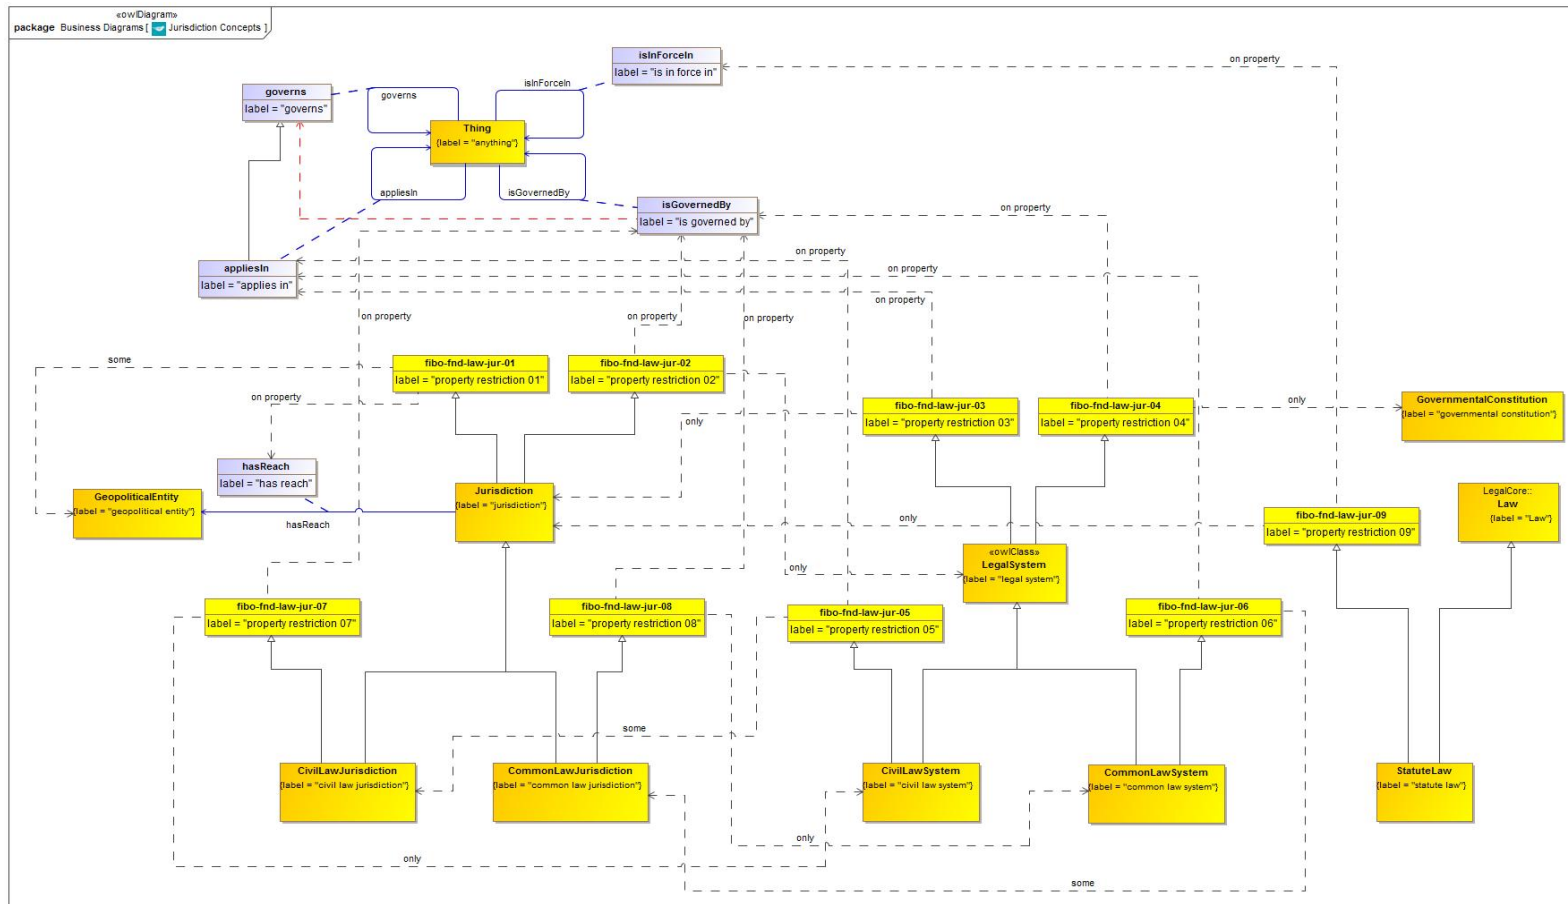 «owlDiagram»
package Business Diagrams [ Jurisdiction Concepts ]
isInForceIn
label = "is in force in"
on property
governs
label = "governs"
governs
isInForceIn
Thing
{label = "anything"}
appliesIn
isGovernedBy
isGovernedBy
label = "is governed by"
on property
appliesIn
label = "applies in"
on property
on property
on property
on property
on property
on property
some
fibo-fnd-law-jur-01
label = "property restriction 01"
fibo-fnd-law-jur-02
label = "property restriction 02"
on property
fibo-fnd-law-jur-03
label = "property restriction 03"
fibo-fnd-law-jur-04
label = "property restriction 04"
only
GovernmentalConstitution
{label = "governmental constitution"}
only
hasReach
label = "has reach"
GeopoliticalEntity
{label = "geopolitical entity"}
hasReach
Jurisdiction
{label = "jurisdiction"}
LegalCore::
Law
{label = "Law"}
only
fibo-fnd-law-jur-09
label = "property restriction 09"
«owlClass»
LegalSystem
{label = "legal system"}
only
fibo-fnd-law-jur-07
label = "property restriction 07"
fibo-fnd-law-jur-08
label = "property restriction 08"
fibo-fnd-law-jur-05
label = "property restriction 05"
fibo-fnd-law-jur-06
label = "property restriction 06"
some
CivilLawJurisdiction
{label = "civil law jurisdiction"}
CommonLawJurisdiction
{label = "common law jurisdiction"}
CivilLawSystem
{label = "civil law system"}
CommonLawSystem
{label = "common law system"}
StatuteLaw
{label = "statute law"}
only
only
some